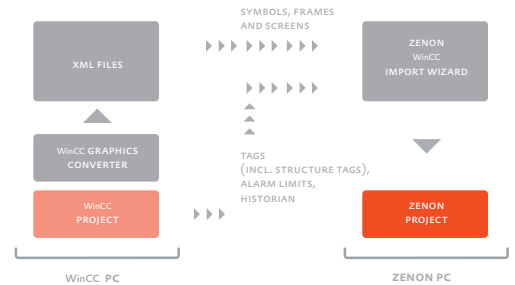 SYMBOLS, FRAMES
AND SCREENS
XML FILES
ZENON
WinCC
IMPORT WIZARD
WinCC GRAPHICS
CONVERTER
TAGS
(INCL. STRUCTURE TAGS),
ALARM LIMITS,
HISTORIAN
WinCC
PROJECT
ZENON
PROJECT
WinCC PC
ZENON PC